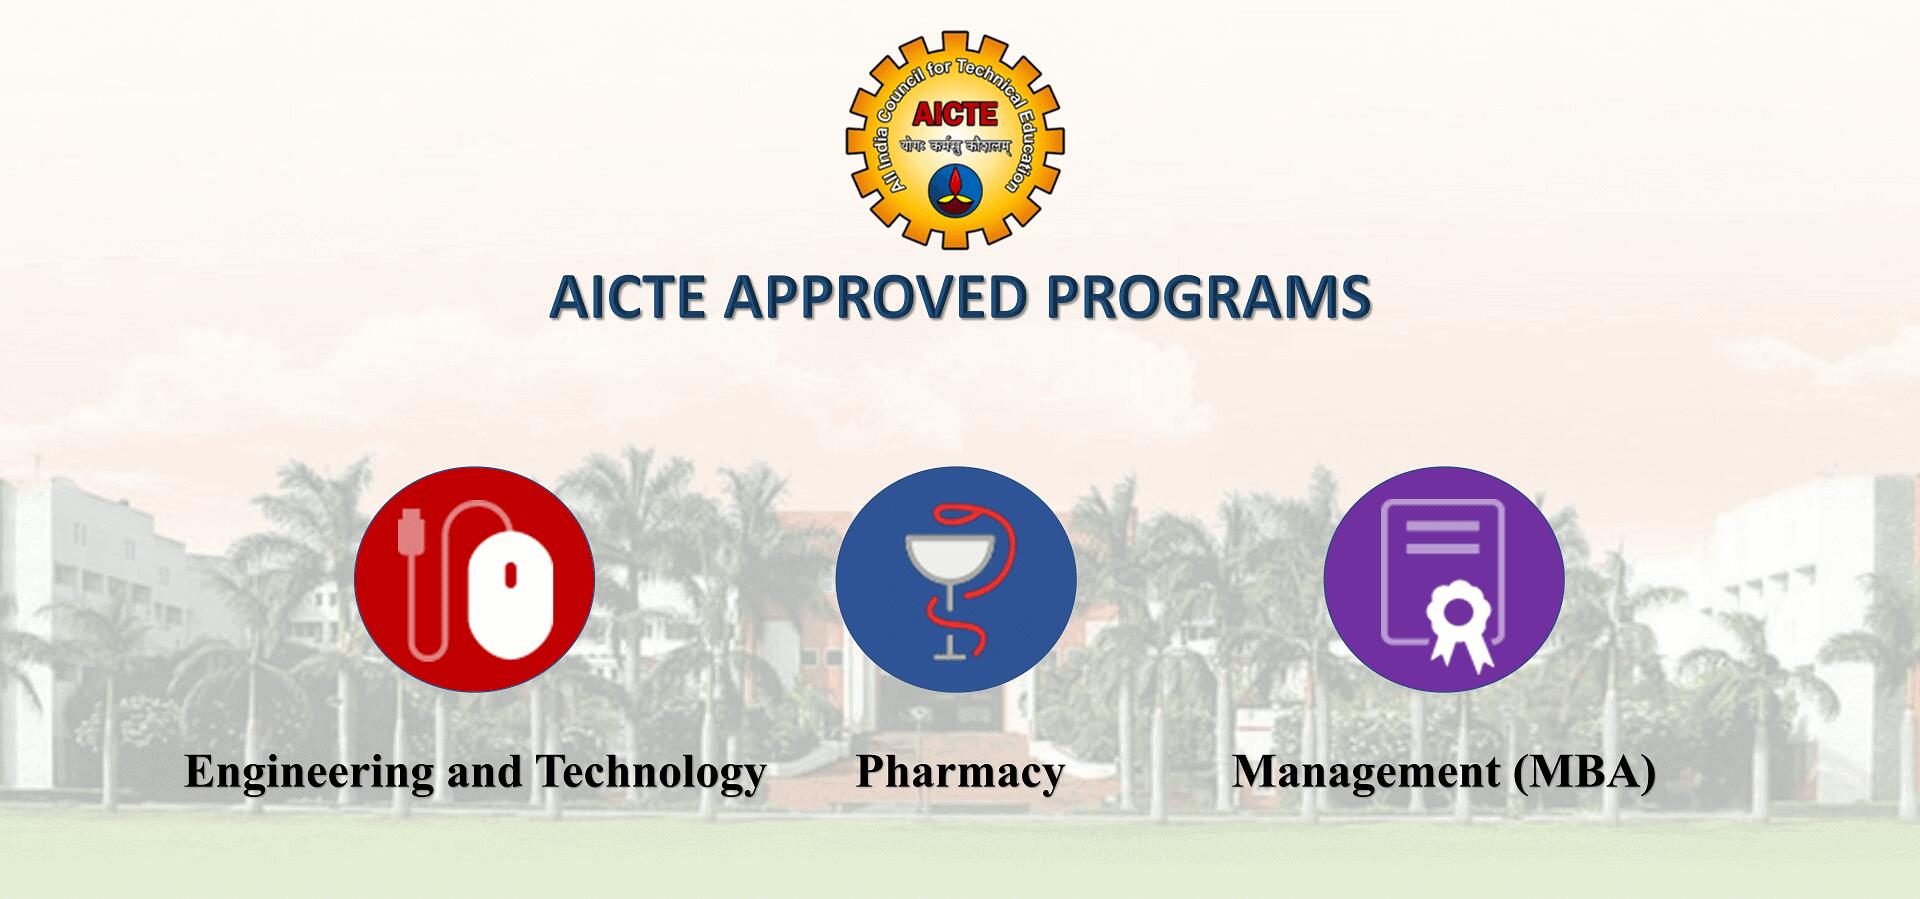 All India Council for Technical Education
AICTE
योगः कर्मसु कौशलम्
AICTE APPROVED PROGRAMS
Engineering and Technology
Pharmacy
Management (MBA)